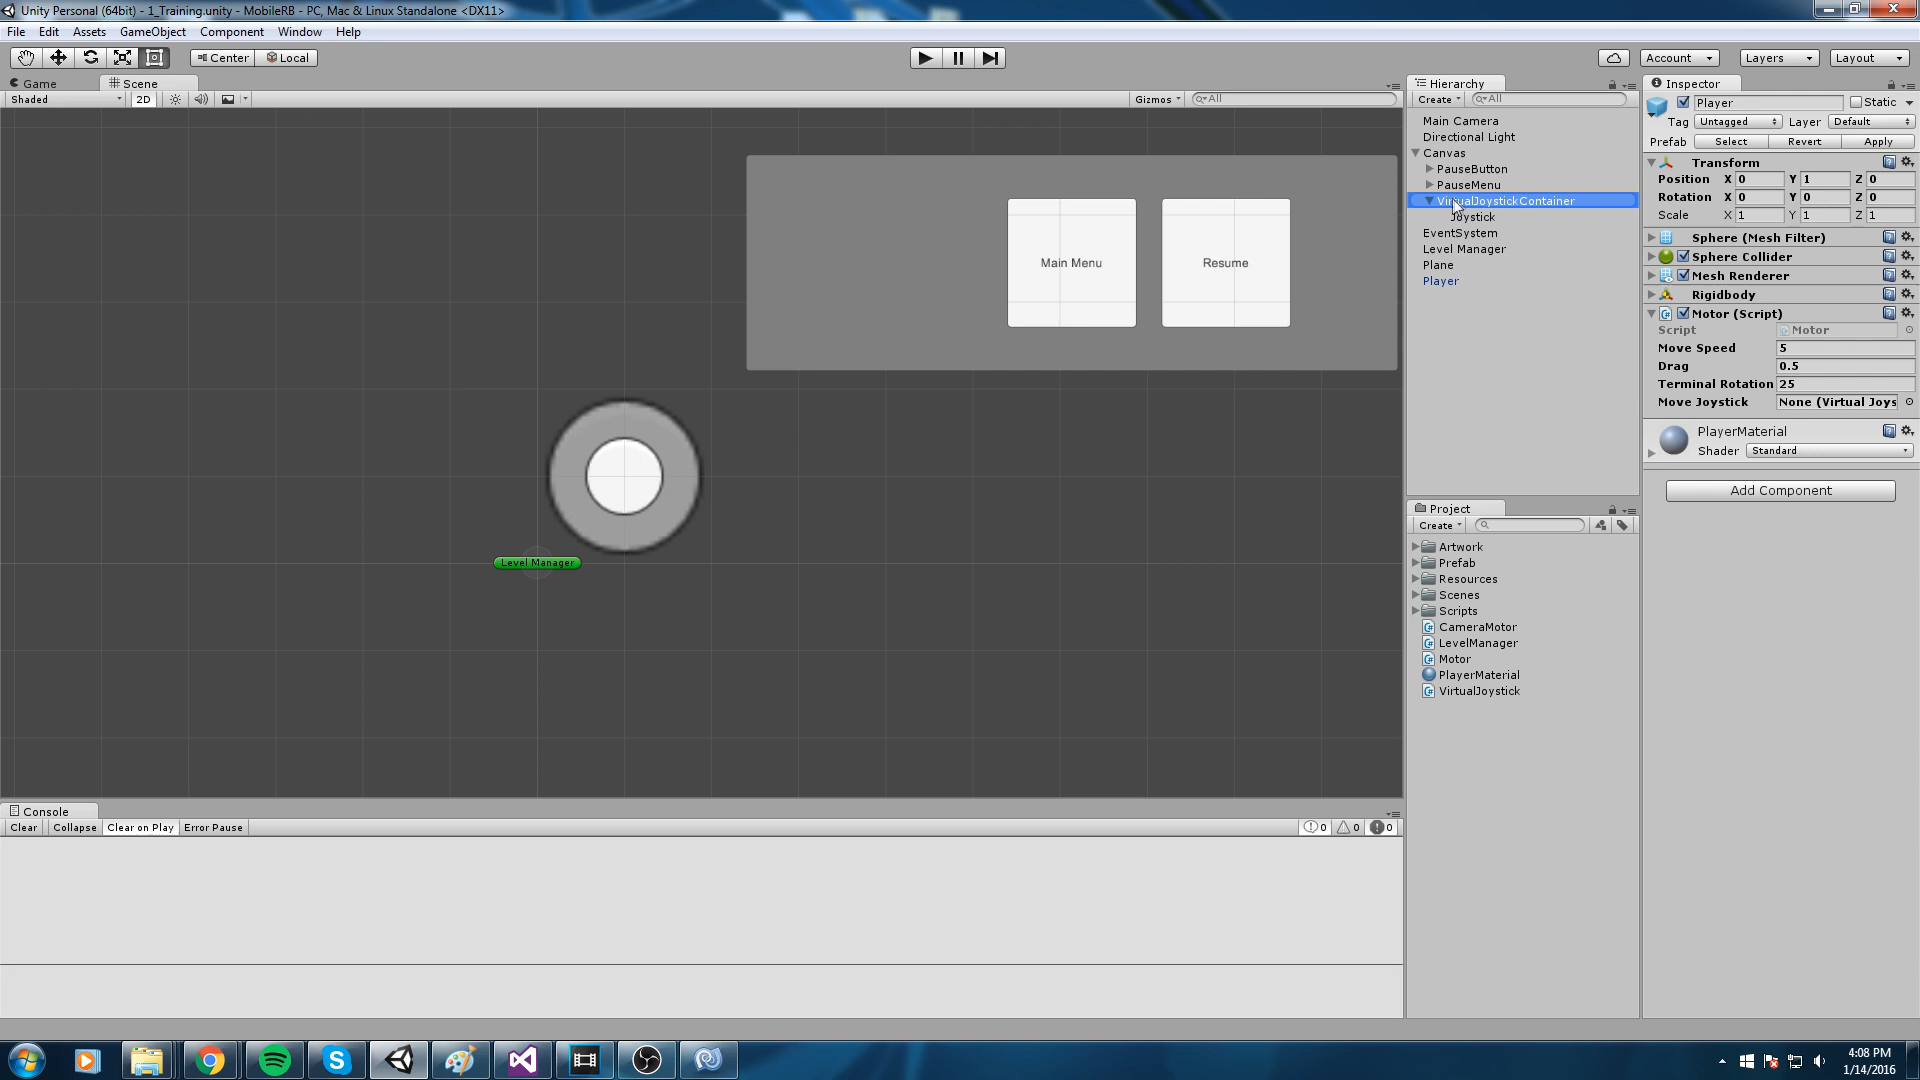 Unity Personal (64bit) - 1_Training.unity - MobileRB - PC, Mac & Linux Standalone <DX11>
File Edit Assets GameObject Component Window Help
Center Local
Account Layers Layout
Game Scene
Shaded 2D Gizmos All
Main Menu Resume
Level Manager
Console
Clear Collapse Clear on Play Error Pause 0 0 0
Hierarchy
Create All
Main Camera
Directional Light
Canvas
PauseButton
PauseMenu
VirtualJoystickContainer
Joystick
EventSystem
Level Manager
Plane
Player
Project
Create
Artwork
Prefab
Resources
Scenes
Scripts
CameraMotor
LevelManager
Motor
PlayerMaterial
VirtualJoystick
Inspector
Player Static
Tag Untagged Layer Default
Prefab Select Revert Apply
Transform
Position X 0 Y 1 Z 0
Rotation X 0 Y 0 Z 0
Scale X 1 Y 1 Z 1
Sphere (Mesh Filter)
Sphere Collider
Mesh Renderer
Rigidbody
Motor (Script)
Script Motor
Move Speed 5
Drag 0.5
Terminal Rotation 25
Move Joystick None (Virtual Joys
PlayerMaterial
Shader Standard
Add Component
4:08 PM
1/14/2016